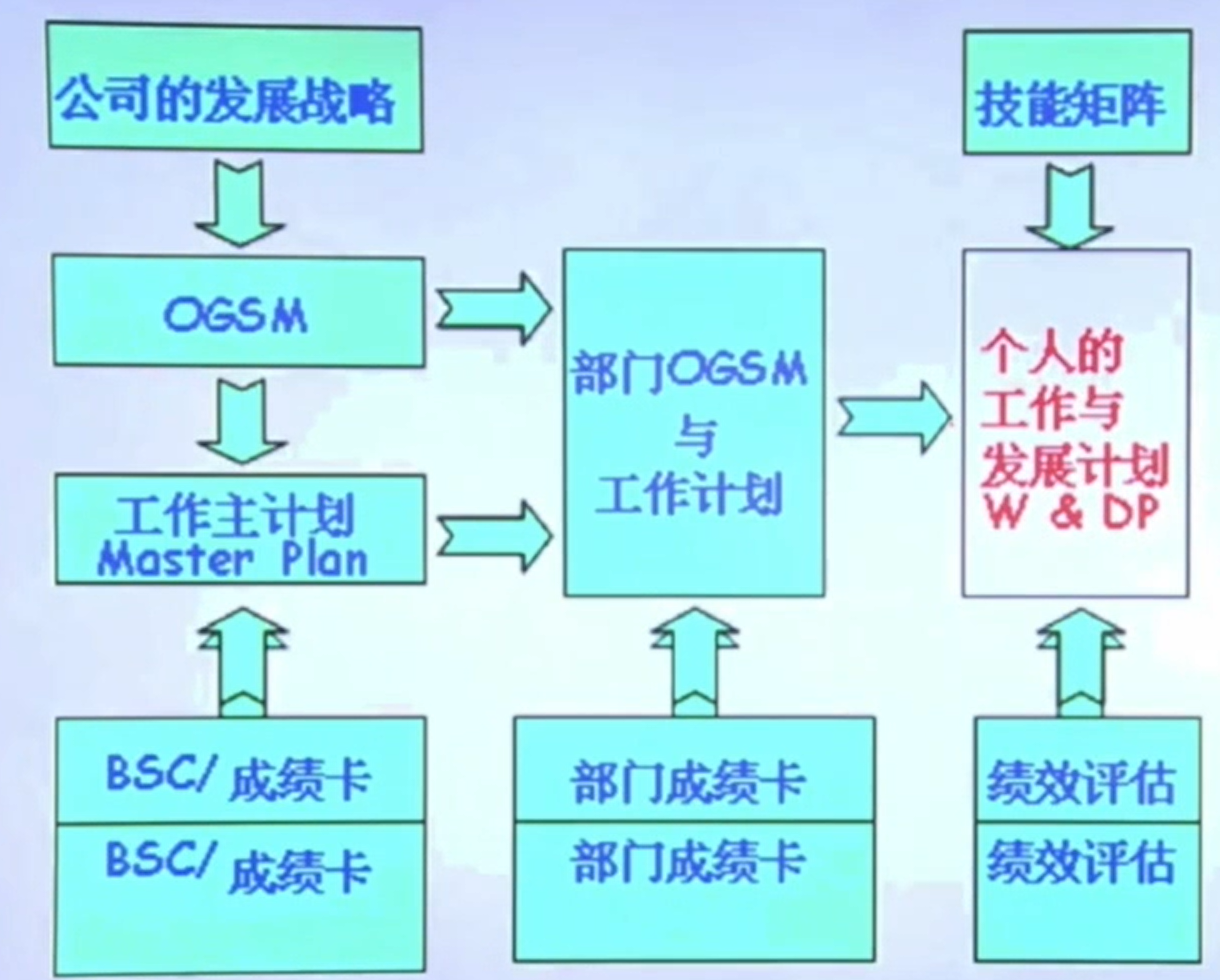 公司的发展战略
技能矩阵
OGSM
部门OGSM
与
工作计划
个人的
工作与
发展计划
W & DP
工作主计划
Master Plan
BSC/ 成绩卡
BSC/ 成绩卡
部门成绩卡
部门成绩卡
绩效评估
绩效评估